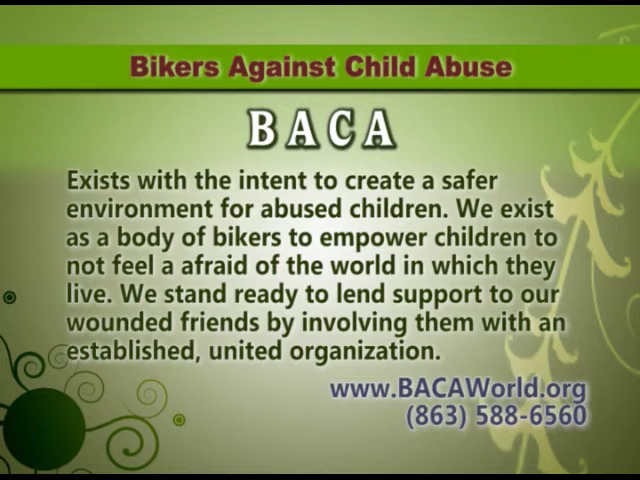 Bikers Against Child Abuse
B A C A
Exists with the intent to create a safer
environment for abused children. We exist
as a body of bikers to empower children to
not feel a afraid of the world in which they
live. We stand ready to lend support to our
wounded friends by involving them with an
established, united organization.
www.BACAWorld.org
(863) 588-6560